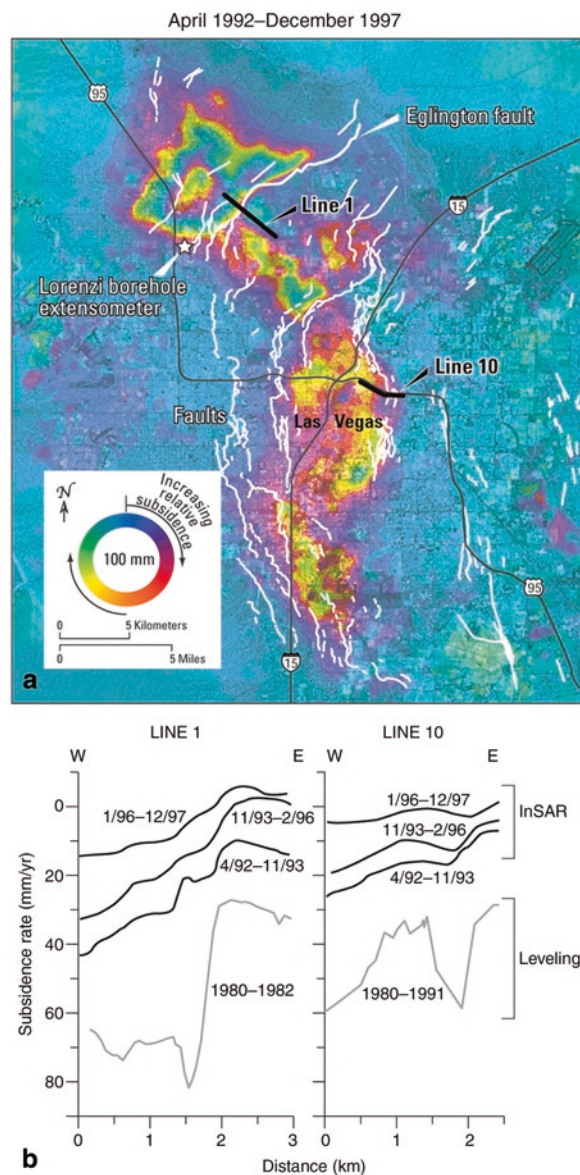 April 1992–December 1997
95
Eglington fault
15
Line 1
Lorenzi borehole
extensometer
Line 10
Faults
Las Vegas
N
Increasing
relative
subsidence
100 mm
0 5 Kilometers
0 5 Miles
95
15
a
LINE 1
LINE 10
W E
W E
Subsidence rate (mm/yr)
0
20
40
60
80
1/96–12/97
11/93–2/96
4/92–11/93
1980–1982
1/96–12/97
11/93–2/96
4/92–11/93
1980–1991
InSAR
Leveling
0 1 2 3
0 1 2
b
Distance (km)
Distance (km)